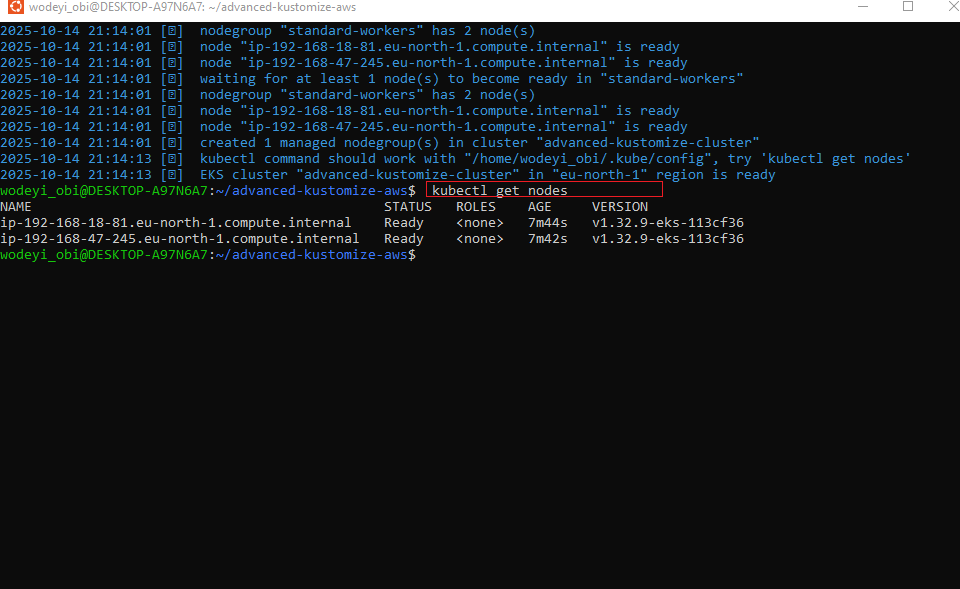 wodeyi_obi@DESKTOP-A97N6A7: ~/advanced-kustomize-aws
2025-10-14 21:14:01 [?]  nodegroup "standard-workers" has 2 node(s)
2025-10-14 21:14:01 [?]  node "ip-192-168-18-81.eu-north-1.compute.internal" is ready
2025-10-14 21:14:01 [?]  node "ip-192-168-47-245.eu-north-1.compute.internal" is ready
2025-10-14 21:14:01 [?]  waiting for at least 1 node(s) to become ready in "standard-workers"
2025-10-14 21:14:01 [?]  nodegroup "standard-workers" has 2 node(s)
2025-10-14 21:14:01 [?]  node "ip-192-168-18-81.eu-north-1.compute.internal" is ready
2025-10-14 21:14:01 [?]  node "ip-192-168-47-245.eu-north-1.compute.internal" is ready
2025-10-14 21:14:01 [?]  created 1 managed nodegroup(s) in cluster "advanced-kustomize-cluster"
2025-10-14 21:14:13 [?]  kubectl command should work with "/home/wodeyi_obi/.kube/config", try 'kubectl get nodes'
2025-10-14 21:14:13 [?]  EKS cluster "advanced-kustomize-cluster" in "eu-north-1" region is ready
wodeyi_obi@DESKTOP-A97N6A7:~/advanced-kustomize-aws$  kubectl get nodes
NAME                                            STATUS   ROLES    AGE     VERSION
ip-192-168-18-81.eu-north-1.compute.internal    Ready    <none>   7m44s   v1.32.9-eks-113cf36
ip-192-168-47-245.eu-north-1.compute.internal   Ready    <none>   7m42s   v1.32.9-eks-113cf36
wodeyi_obi@DESKTOP-A97N6A7:~/advanced-kustomize-aws$